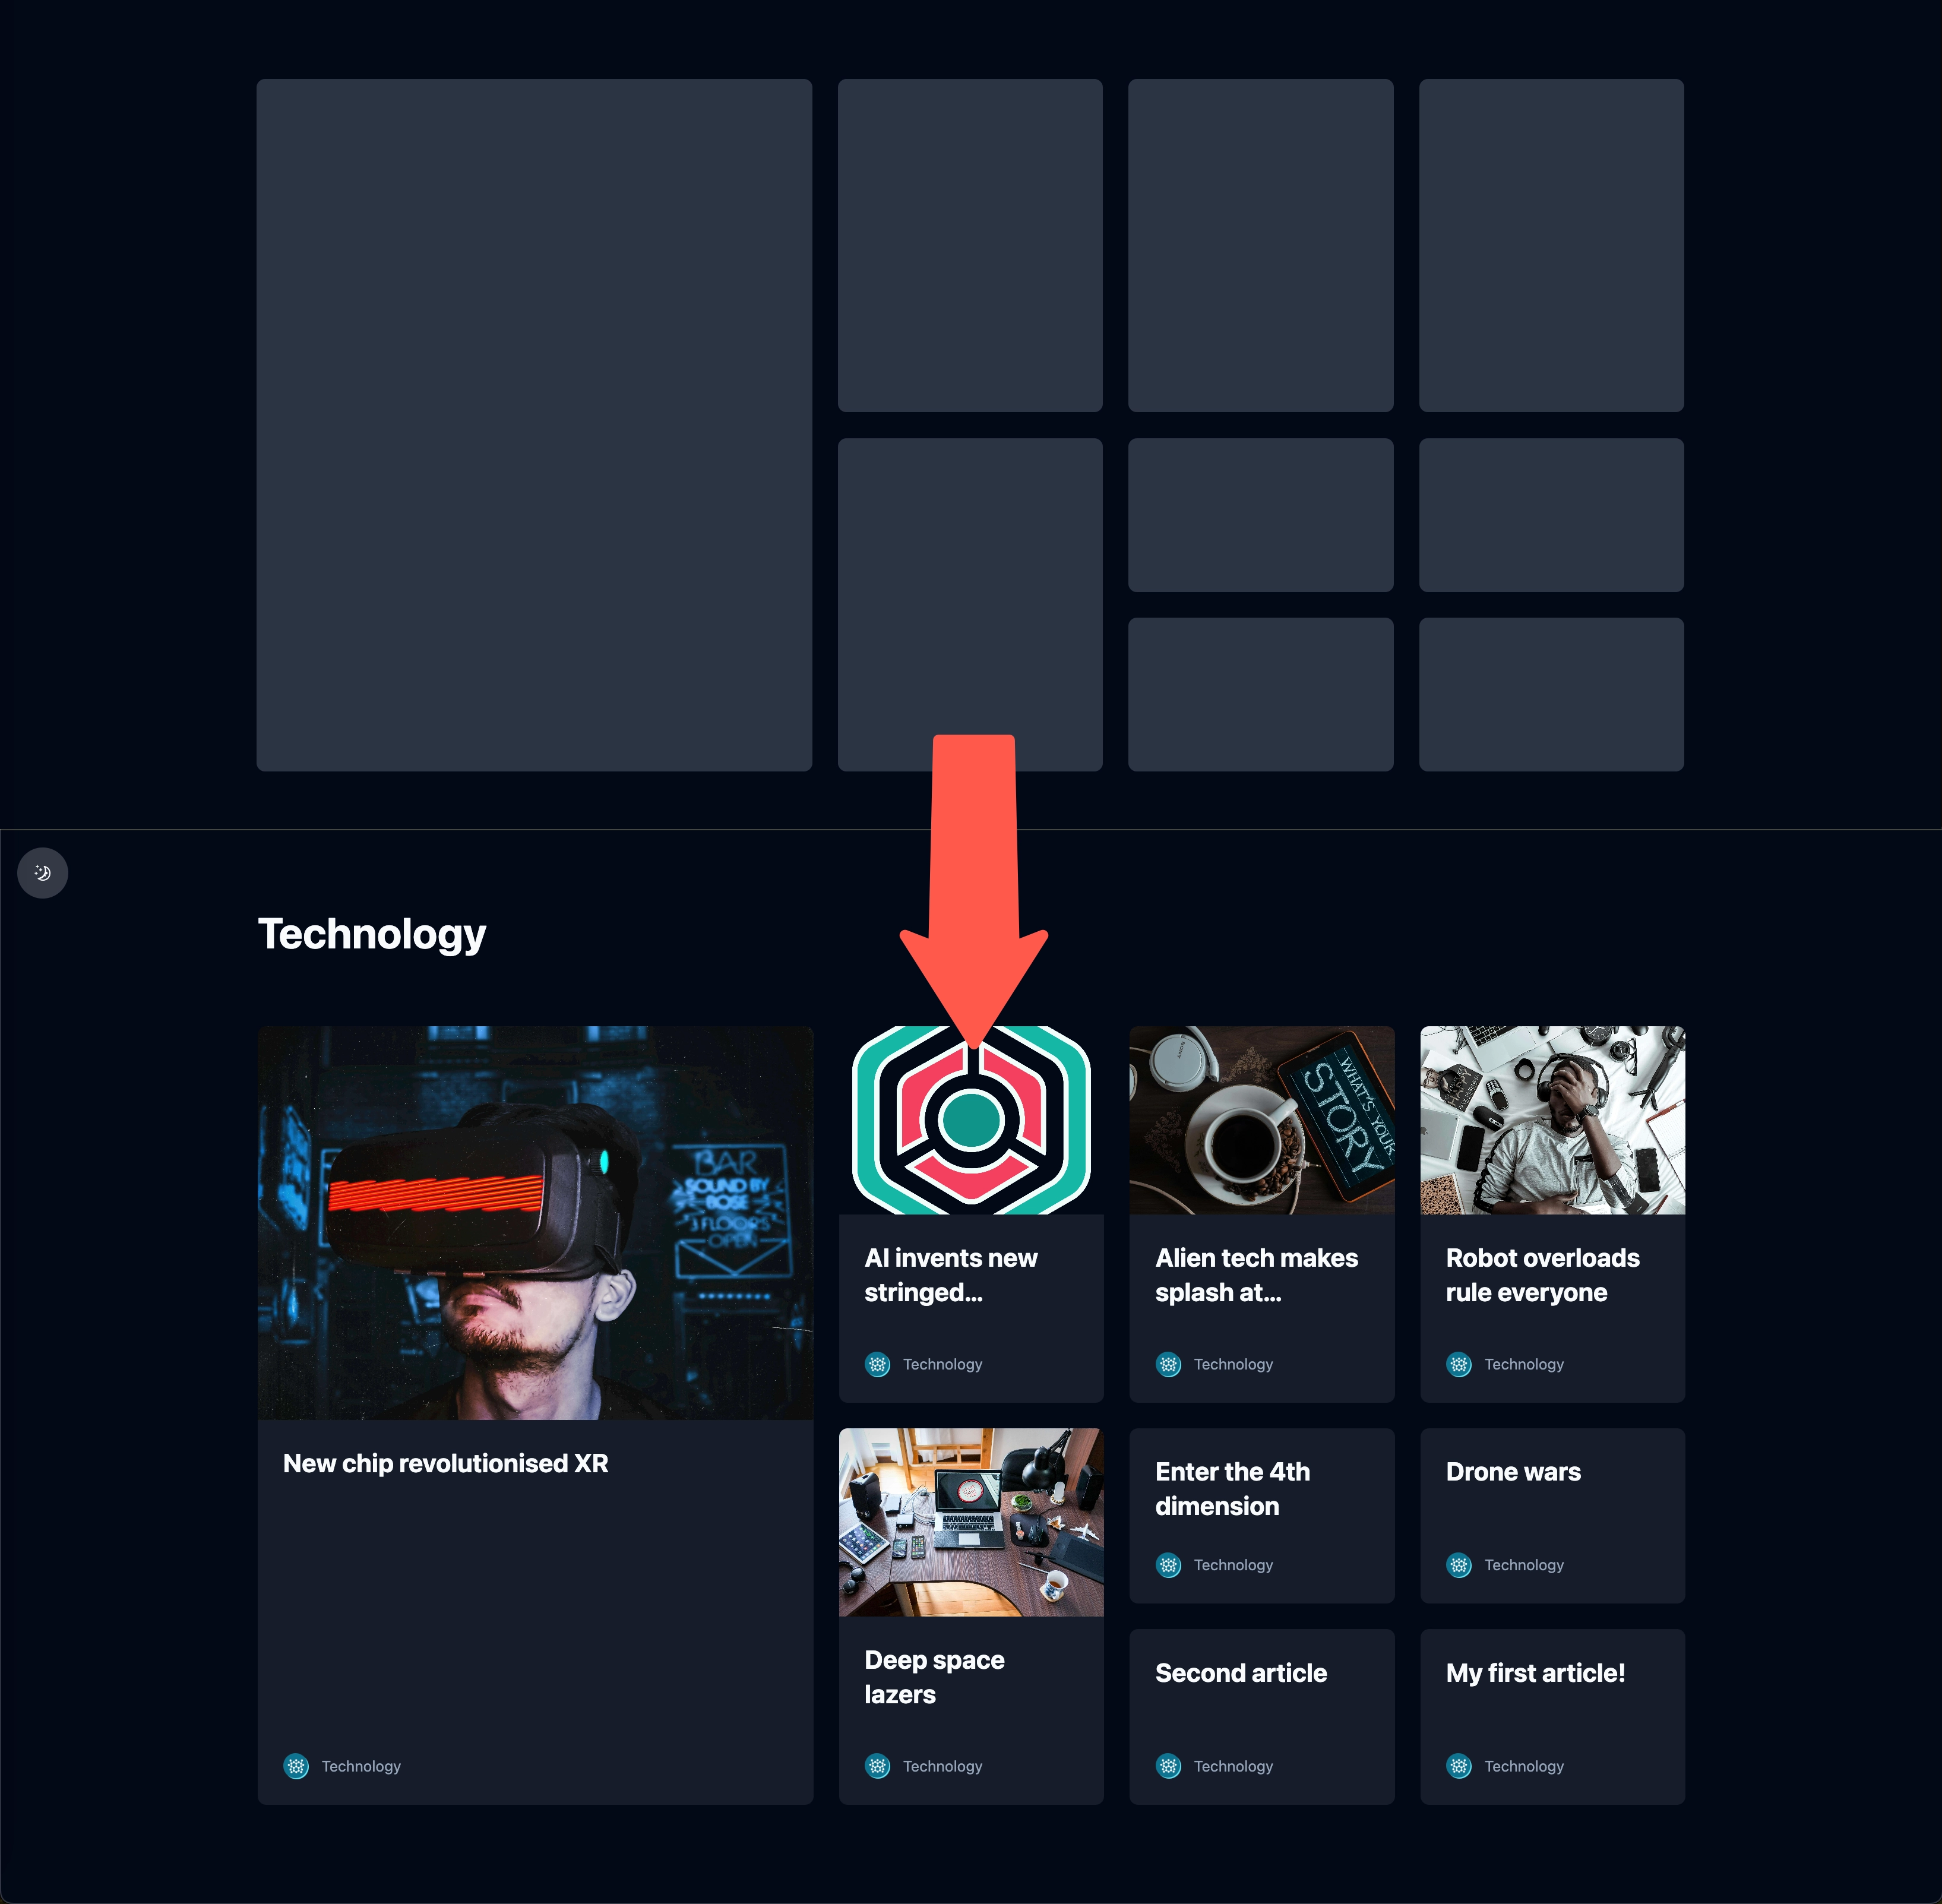 Technology
BAR
SOUND BY
BOSE
3 FLOORS
OPEN
WHAT'S YOUR
STORY
HAPPY
AI invents new
stringed...
Technology
Alien tech makes
splash at...
Technology
Robot overloads
rule everyone
Technology
New chip revolutionised XR
Technology
Deep space
lazers
Technology
Enter the 4th
dimension
Technology
Drone wars
Technology
Second article
Technology
My first article!
Technology